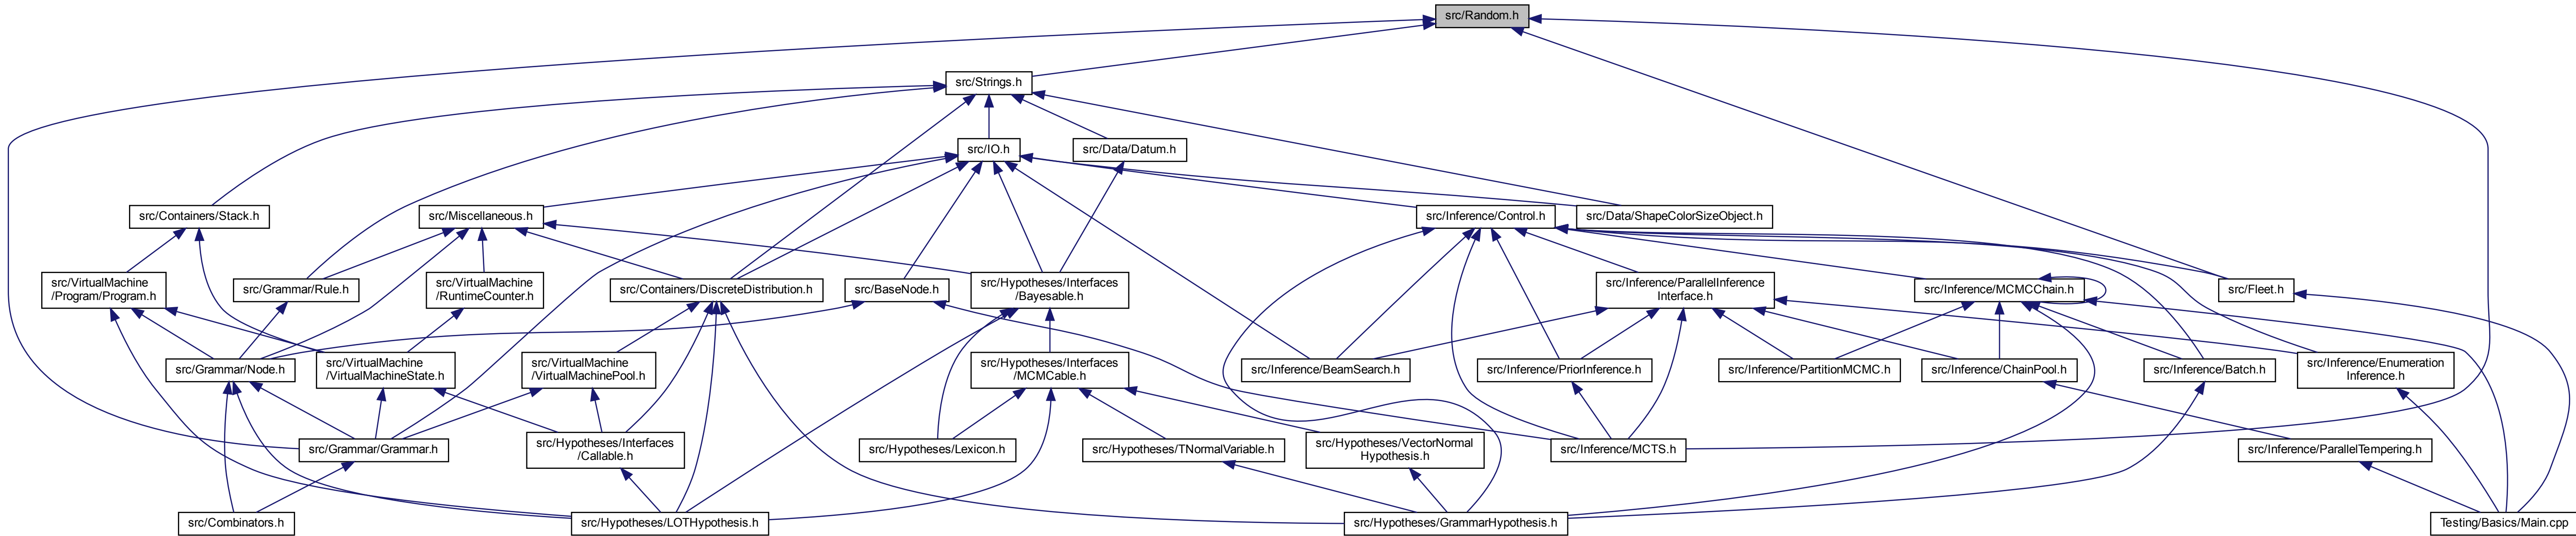 src/Random.h
src/Strings.h
src/IO.h
src/Data/Datum.h
src/Containers/Stack.h
src/Miscellaneous.h
src/Inference/Control.h
src/Data/ShapeColorSizeObject.h
src/VirtualMachine
/Program/Program.h
src/Grammar/Rule.h
src/VirtualMachine
/RuntimeCounter.h
src/Containers/DiscreteDistribution.h
src/BaseNode.h
src/Hypotheses/Interfaces
/Bayesable.h
src/Inference/ParallelInference
Interface.h
src/Inference/MCMCChain.h
src/Fleet.h
src/Grammar/Node.h
src/VirtualMachine
/VirtualMachineState.h
src/VirtualMachine
/VirtualMachinePool.h
src/Hypotheses/Interfaces
/MCMCable.h
src/Inference/BeamSearch.h
src/Inference/PriorInference.h
src/Inference/PartitionMCMC.h
src/Inference/ChainPool.h
src/Inference/Batch.h
src/Inference/Enumeration
Inference.h
src/Grammar/Grammar.h
src/Hypotheses/Interfaces
/Callable.h
src/Hypotheses/Lexicon.h
src/Hypotheses/TNormalVariable.h
src/Hypotheses/VectorNormal
Hypothesis.h
src/Inference/MCTS.h
src/Inference/ParallelTempering.h
src/Combinators.h
src/Hypotheses/LOTHypothesis.h
src/Hypotheses/GrammarHypothesis.h
Testing/Basics/Main.cpp